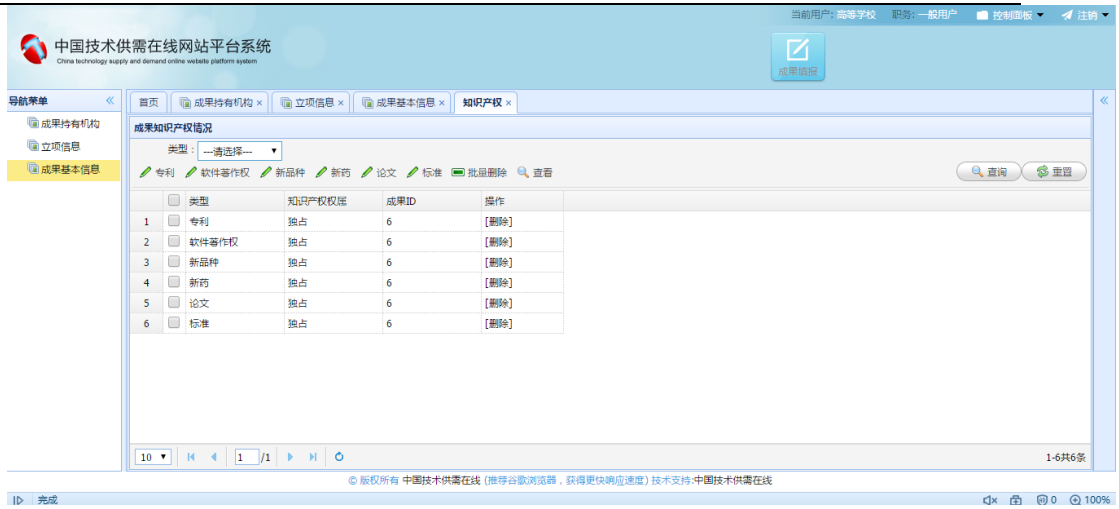 当前用户: 高等学校 职务: 一般用户 控制面板 注销
中国技术供需在线网站平台系统
China technology supply and demand online website platform system
成果填报
导航菜单
成果持有机构
立项信息
成果基本信息
首页 成果持有机构 × 立项信息 × 成果基本信息 × 知识产权 ×
成果知识产权情况
类型： ---请选择---
专利 软件著作权 新品种 新药 论文 标准 批量删除 查看 查询 重置
类型 知识产权权属 成果ID 操作
1 专利 独占 6 [删除]
2 软件著作权 独占 6 [删除]
3 新品种 独占 6 [删除]
4 新药 独占 6 [删除]
5 论文 独占 6 [删除]
6 标准 独占 6 [删除]
10 1 /1 1-6共6条
© 版权所有 中国技术供需在线 (推荐谷歌浏览器，获得更快响应速度) 技术支持:中国技术供需在线
完成 0 100%